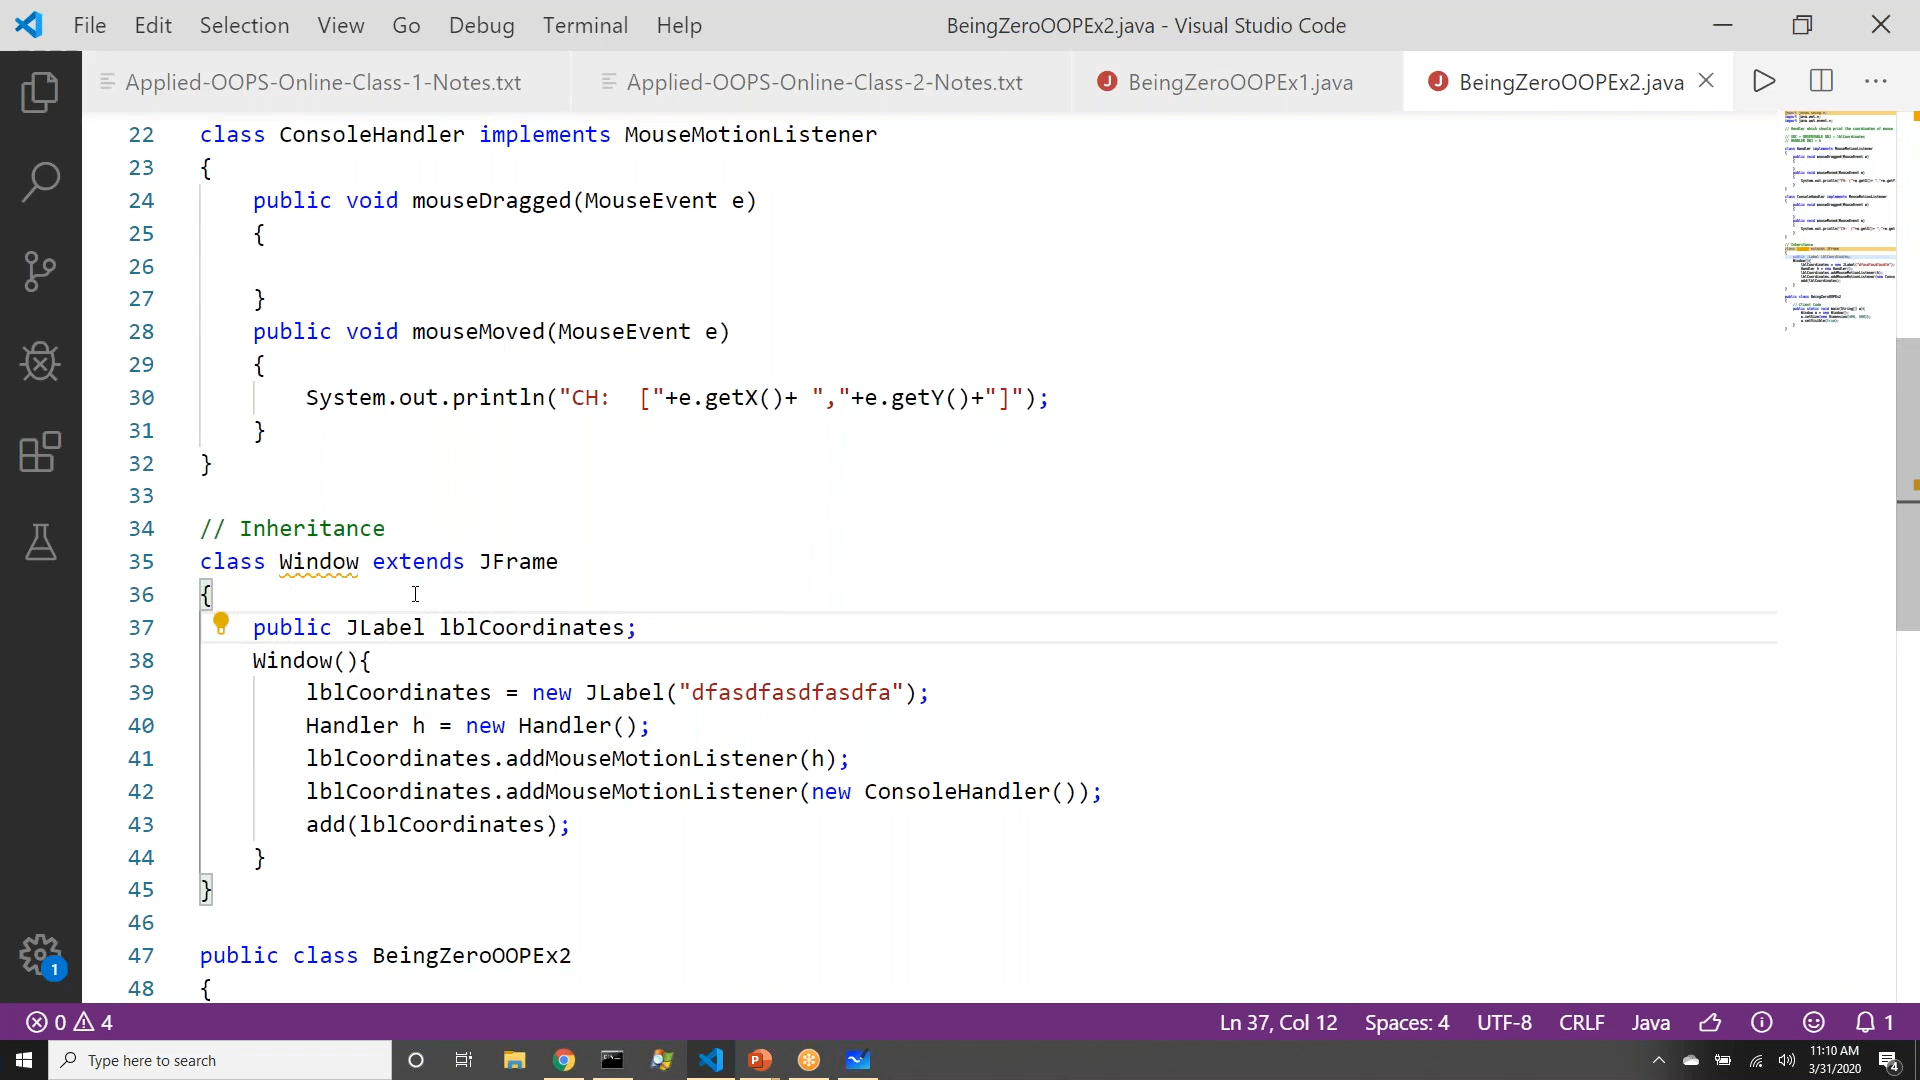 File Edit Selection View Go Debug Terminal Help BeingZeroOOPEx2.java - Visual Studio Code
Applied-OOPS-Online-Class-1-Notes.txt Applied-OOPS-Online-Class-2-Notes.txt J BeingZeroOOPEx1.java J BeingZeroOOPEx2.java
22 class ConsoleHandler implements MouseMotionListener
23 {
24 public void mouseDragged(MouseEvent e)
25 {
26
27 }
28 public void mouseMoved(MouseEvent e)
29 {
30 System.out.println("CH:  ["+e.getX()+ ","+e.getY()+"]");
31 }
32 }
33
34 // Inheritance
35 class Window extends JFrame
36 {
37 public JLabel lblCoordinates;
38 Window(){
39 lblCoordinates = new JLabel("dfasdfasdfasdfa");
40 Handler h = new Handler();
41 lblCoordinates.addMouseMotionListener(h);
42 lblCoordinates.addMouseMotionListener(new ConsoleHandler());
43 add(lblCoordinates);
44 }
45 }
46
47 public class BeingZeroOOPEx2
48 {
1
0 4 Ln 37, Col 12 Spaces: 4 UTF-8 CRLF Java 1
Type here to search 11:10 AM
3/31/2020 4